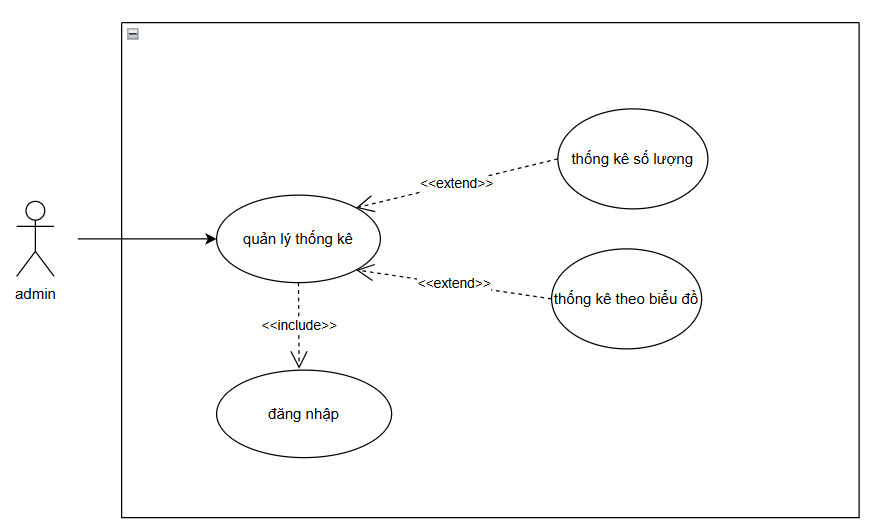 thống kê số lượng
<<extend>>
quản lý thống kê
admin
<<extend>>
thống kê theo biểu đồ
<<include>>
đăng nhập